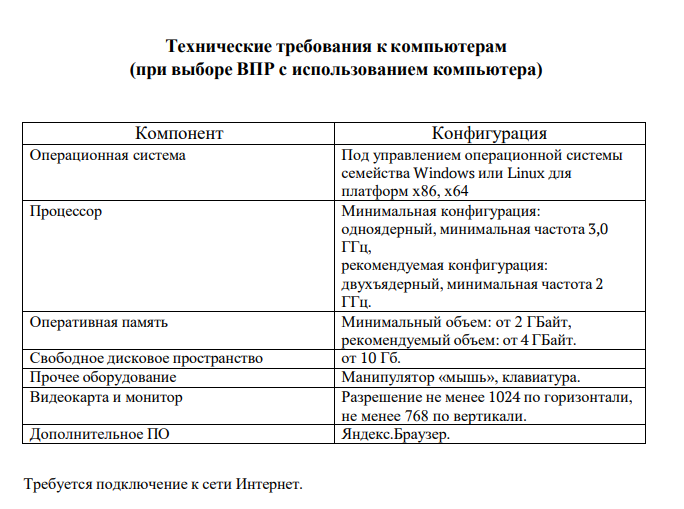 Технические требования к компьютерам
(при выборе ВПР с использованием компьютера)
Компонент
Конфигурация
Операционная система
Под управлением операционной системы
семейства Windows или Linux для
платформ x86, x64
Процессор
Минимальная конфигурация:
одноядерный, минимальная частота 3,0
ГГц,
рекомендуемая конфигурация:
двухъядерный, минимальная частота 2
ГГц.
Оперативная память
Минимальный объем: от 2 ГБайт,
рекомендуемый объем: от 4 ГБайт.
Свободное дисковое пространство
от 10 Гб.
Прочее оборудование
Манипулятор «мышь», клавиатура.
Видеокарта и монитор
Разрешение не менее 1024 по горизонтали,
не менее 768 по вертикали.
Дополнительное ПО
Яндекс.Браузер.
Требуется подключение к сети Интернет.